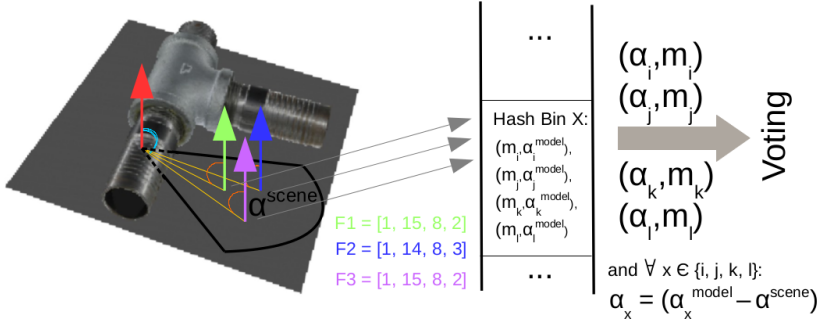 α^scene
F1 = [1, 15, 8, 2]
F2 = [1, 14, 8, 3]
F3 = [1, 15, 8, 2]
...
Hash Bin X:
(m_i,α_i^model),
(m_j,α_j^model),
(m_k,α_k^model),
(m_l,α_l^model)
...
(α_i,m_i)
(α_j,m_j)
(α_k,m_k)
(α_l,m_l)
Voting
and ∀ x Є {i, j, k, l}:
α_x = (α_x^model – α^scene)